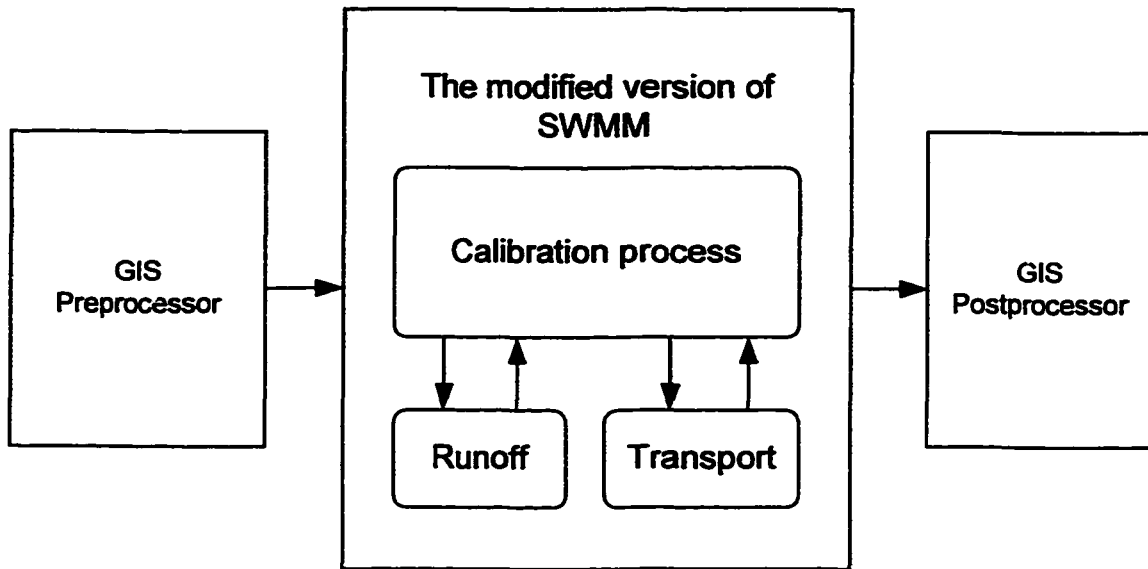 The modified version of
SWMM
GIS
Preprocessor
Calibration process
Runoff
Transport
GIS
Postprocessor